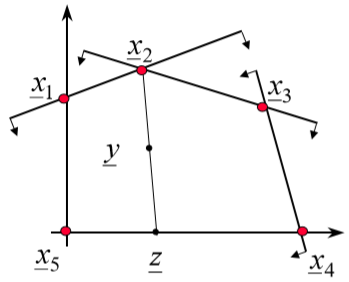 x₂
x₁
x₃
y
x₅
z
x₄